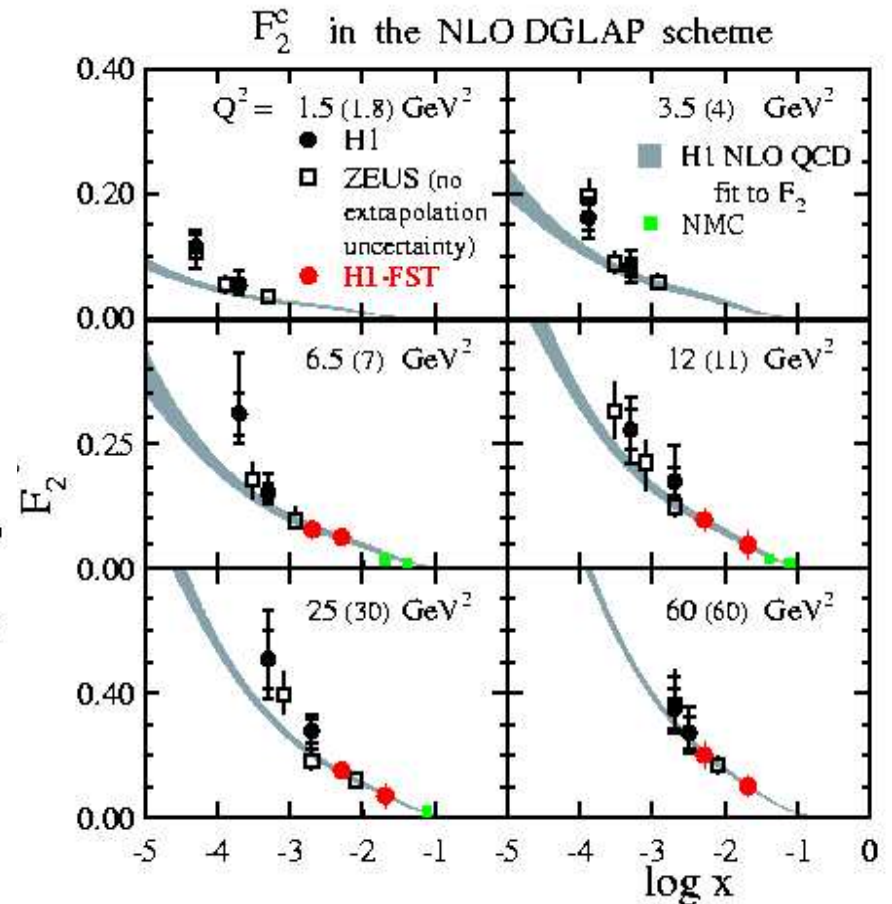 F₂ᶜ in the NLO DGLAP scheme
0.40
0.20
0.00
Q² = 1.5 (1.8) GeV²
H1
ZEUS (no
extrapolation
uncertainty)
H1-FST
3.5 (4) GeV²
H1 NLO QCD
fit to F₂
NMC
0.25
0.00
6.5 (7) GeV²
12 (11) GeV²
F₂
0.40
0.00
25 (30) GeV²
60 (60) GeV²
-5 -4 -3 -2 -1 -5 -4 -3 -2 -1 0
log x